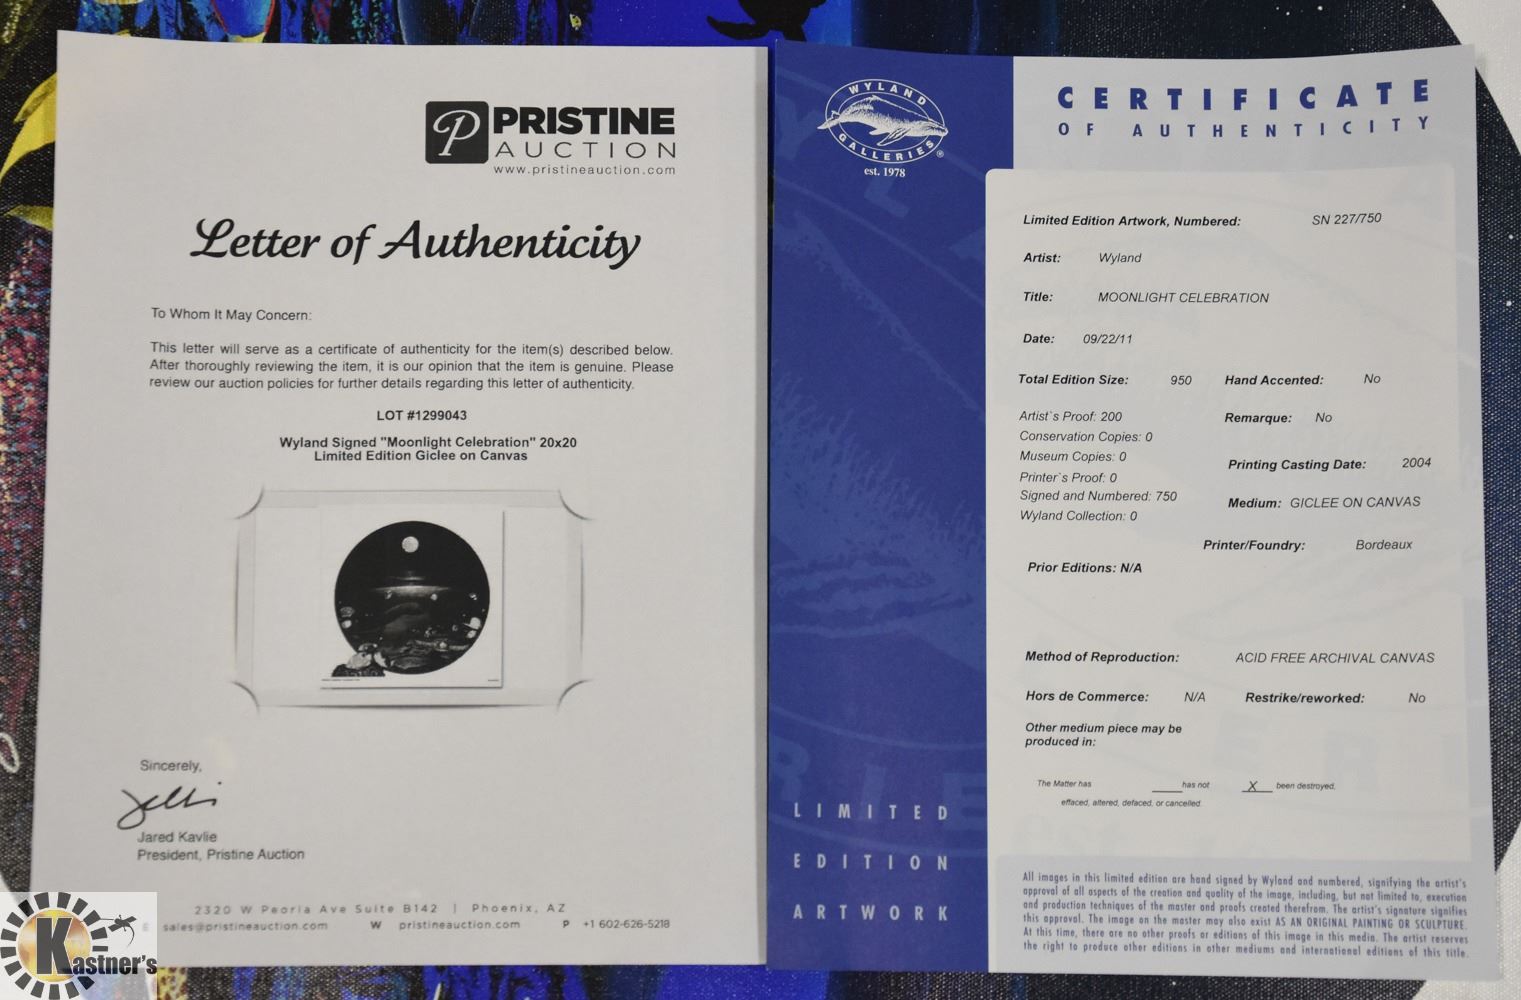 PRISTINE
AUCTION
www.pristineauction.com
Letter of Authenticity
To Whom It May Concern:
This letter will serve as a certificate of authenticity for the item(s) described below.
After thoroughly reviewing the item, it is our opinion that the item is genuine. Please
review our auction policies for further details regarding this letter of authenticity.
LOT #1299043
Wyland Signed "Moonlight Celebration" 20x20
Limited Edition Giclee on Canvas
Sincerely,
Jared Kavlie
President, Pristine Auction
2320 W Peoria Ave Suite B142 | Phoenix, AZ
E sales@pristineauction.com W pristineauction.com P +1 602-626-5218
Kastner's
WYLAND
GALLERIES®
est. 1978
LIMITED
EDITION
ARTWORK
CERTIFICATE
OF AUTHENTICITY
Limited Edition Artwork, Numbered: SN 227/750
Artist: Wyland
Title: MOONLIGHT CELEBRATION
Date: 09/22/11
Total Edition Size: 950 Hand Accented: No
Artist`s Proof: 200 Remarque: No
Conservation Copies: 0
Museum Copies: 0 Printing Casting Date: 2004
Printer`s Proof: 0
Signed and Numbered: 750 Medium: GICLEE ON CANVAS
Wyland Collection: 0
Printer/Foundry: Bordeaux
Prior Editions: N/A
Method of Reproduction: ACID FREE ARCHIVAL CANVAS
Hors de Commerce: N/A Restrike/reworked: No
Other medium piece may be
produced in:
The Matter has ____ has not _X_ been destroyed,
effaced, altered, defaced, or cancelled.
All images in this limited edition are hand signed by Wyland and numbered, signifying the artist's
approval of all aspects of the creation and quality of the image, including, but not limited to, execution
and production techniques of the master and proofs created therefrom. The artist's signature signifies
this approval. The image on the master may also exist AS AN ORIGINAL PAINTING OR SCULPTURE.
At this time, there are no other proofs or editions of this image in this media. The artist reserves
the right to produce other editions in other mediums and international editions of this title.